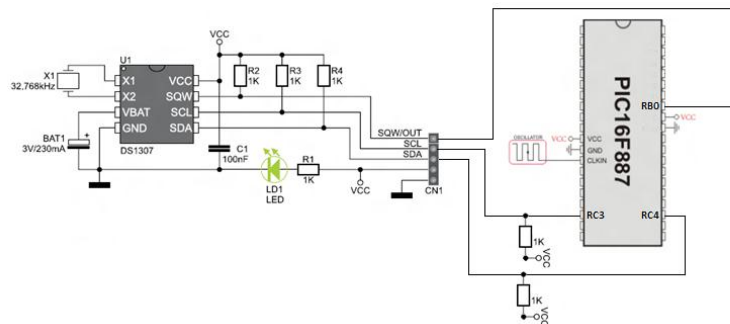 VCC
U1
X1
32,768kHz
X1
X2
VBAT
GND
VCC
SQW
SCL
SDA
DS1307
BAT1
3V/230mA
+
R2
1K
R3
1K
R4
1K
C1
100nF
LD1
LED
R1
1K
VCC
SQW/OUT
SCL
SDA
CN1
PIC16F887
RB0
VCC
VCC
OSCILLATOR
VCC
GND
CLKIN
RC3
RC4
1K
VCC
1K
VCC